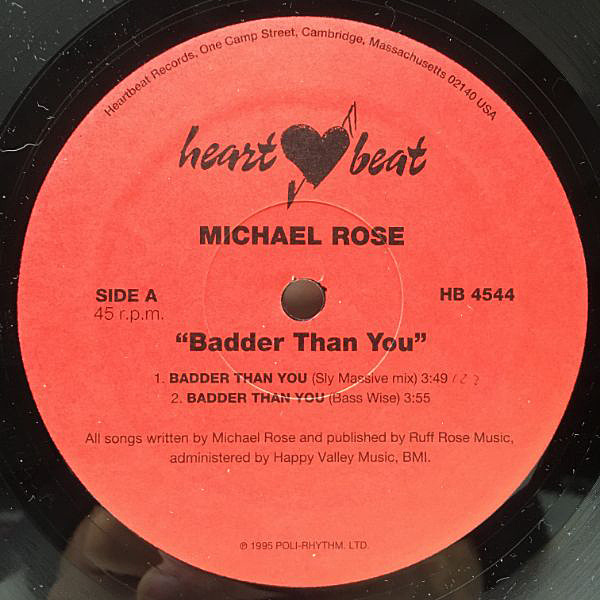 Heartbeat Records, One Camp Street, Cambridge, Massachusetts 02140 USA
heart beat
MICHAEL ROSE
SIDE A
45 r.p.m.
HB 4544
“Badder Than You”
1. BADDER THAN YOU (Sly Massive mix) 3:49
2. BADDER THAN YOU (Bass Wise) 3:55
All songs written by Michael Rose and published by Ruff Rose Music,
administered by Happy Valley Music, BMI.
℗ 1995 POLI-RHYTHM. LTD.